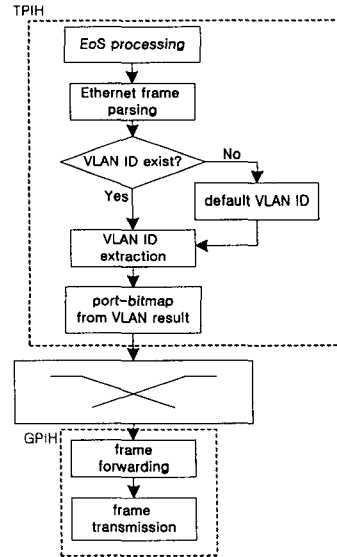 TPIH
EoS processing
Ethernet frame
parsing
VLAN ID exist?
No
Yes
default VLAN ID
VLAN ID
extraction
port-bitmap
from VLAN result
GPIH
frame
forwarding
frame
transmission